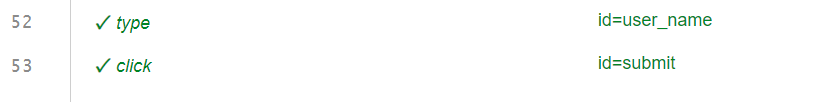 52 ✓ type id=user_name
53 ✓ click id=submit